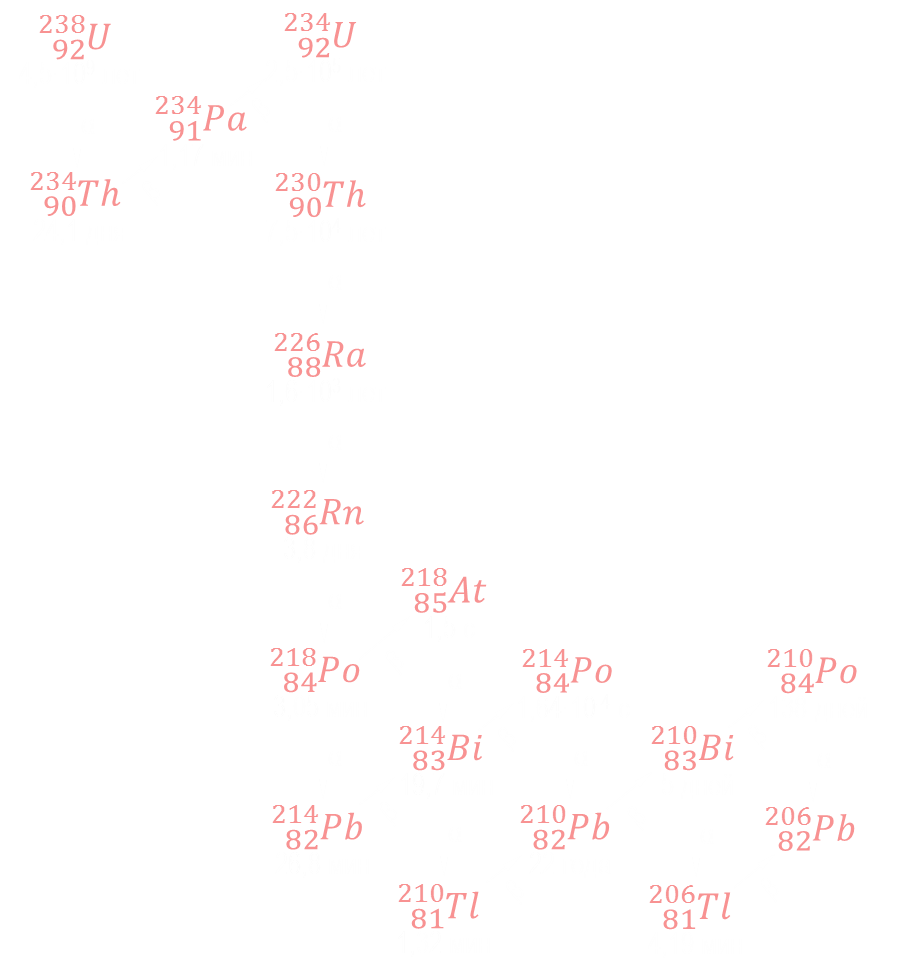 ²³⁸₉₂U ²³⁴₉₂U
²³⁴₉₁Pa
²³⁴₉₀Th ²³⁰₉₀Th
²²⁶₈₈Ra
²²²₈₆Rn
²¹⁸₈₅At
²¹⁸₈₄Po ²¹⁴₈₄Po ²¹⁰₈₄Po
²¹⁴₈₃Bi ²¹⁰₈₃Bi
²¹⁴₈₂Pb ²¹⁰₈₂Pb ²⁰⁶₈₂Pb
²¹⁰₈₁Tl ²⁰⁶₈₁Tl